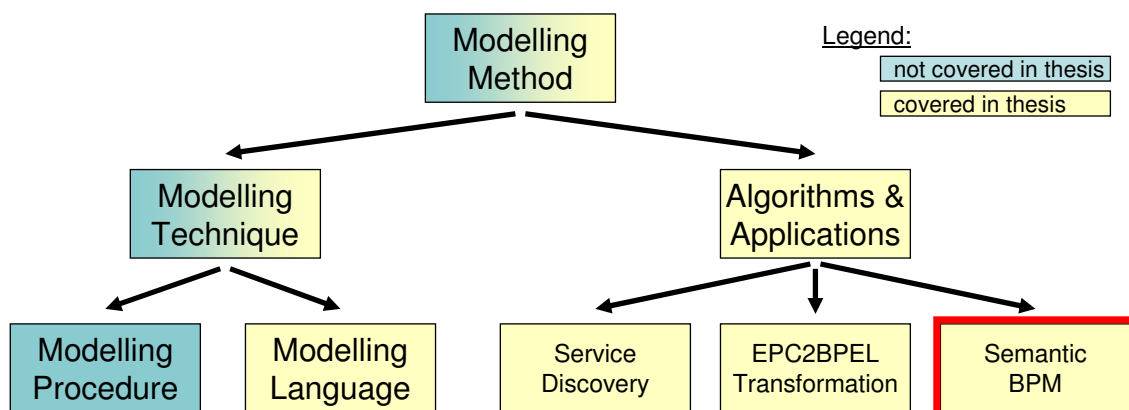 Modelling
Method
Legend:
not covered in thesis
covered in thesis
Modelling
Technique
Algorithms &
Applications
Modelling
Procedure
Modelling
Language
Service
Discovery
EPC2BPEL
Transformation
Semantic
BPM